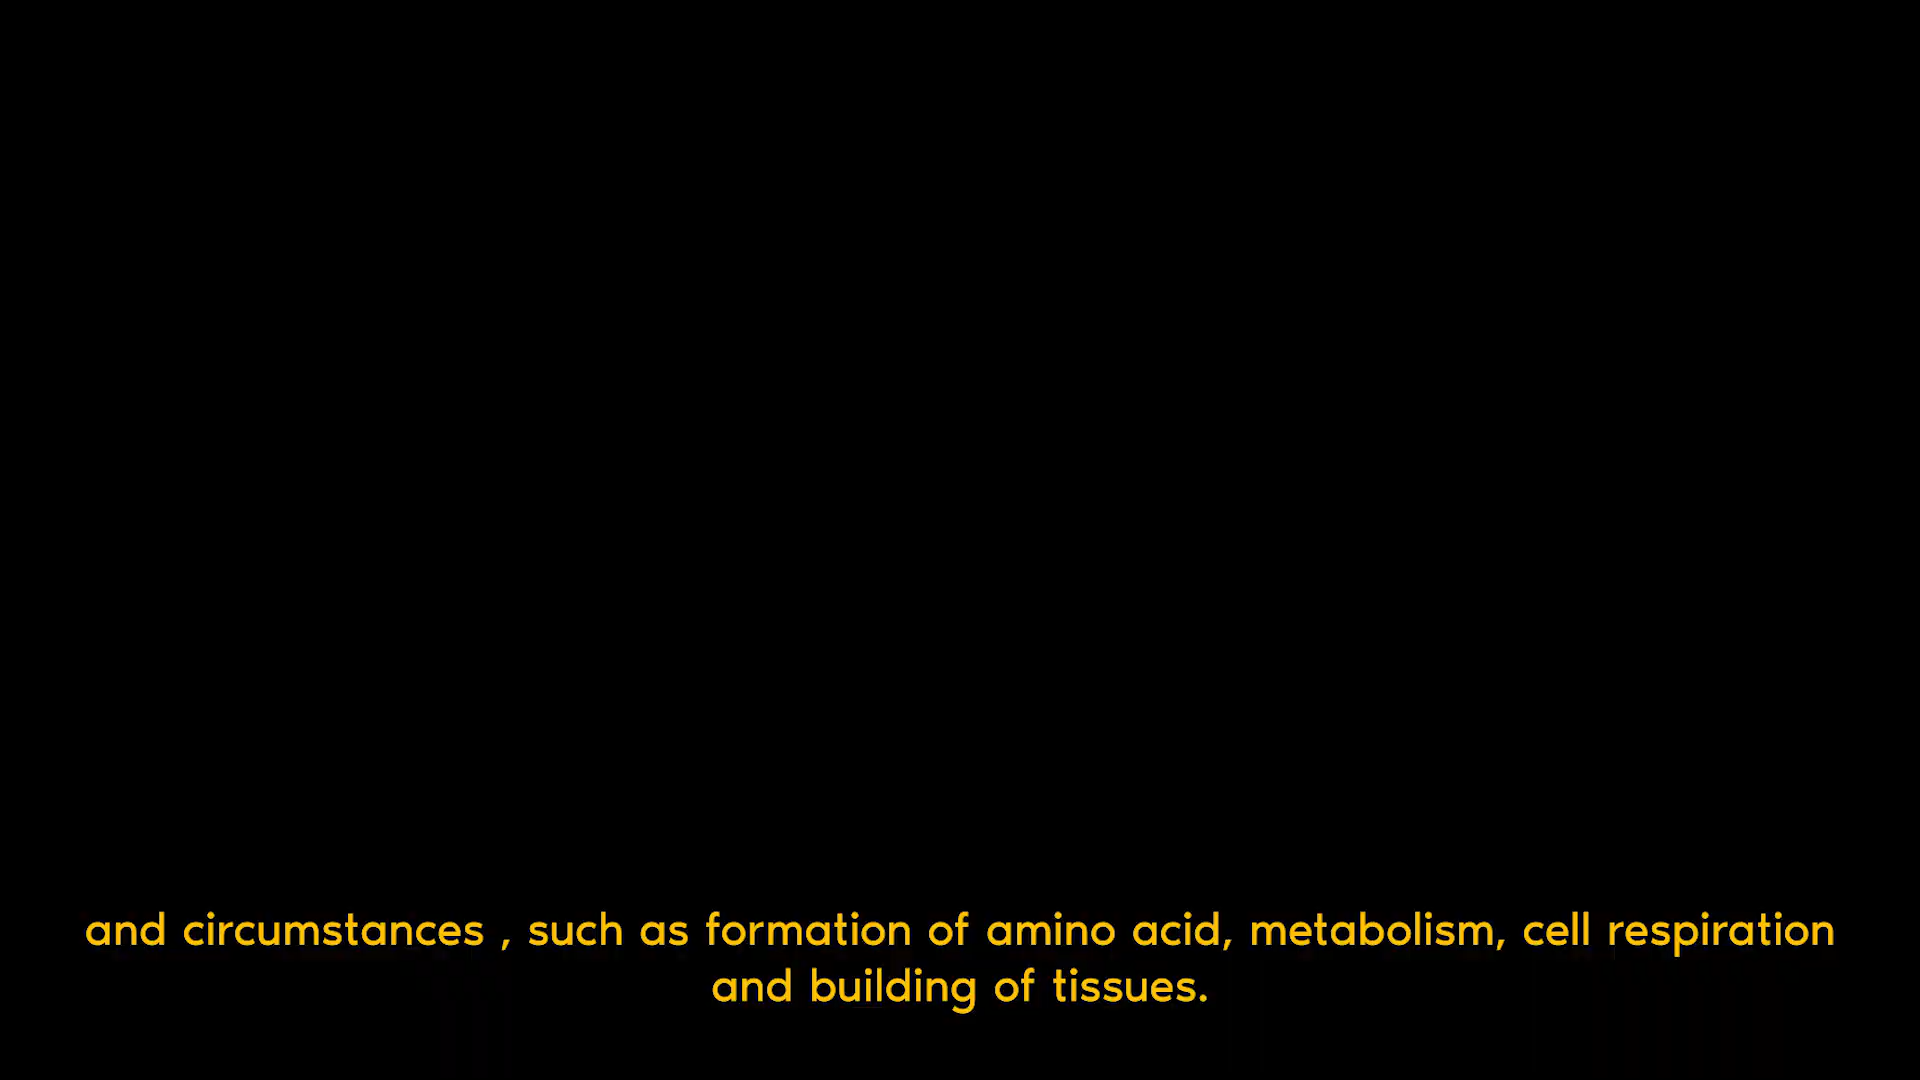 and circumstances , such as formation of amino acid, metabolism, cell respiration
and building of tissues.